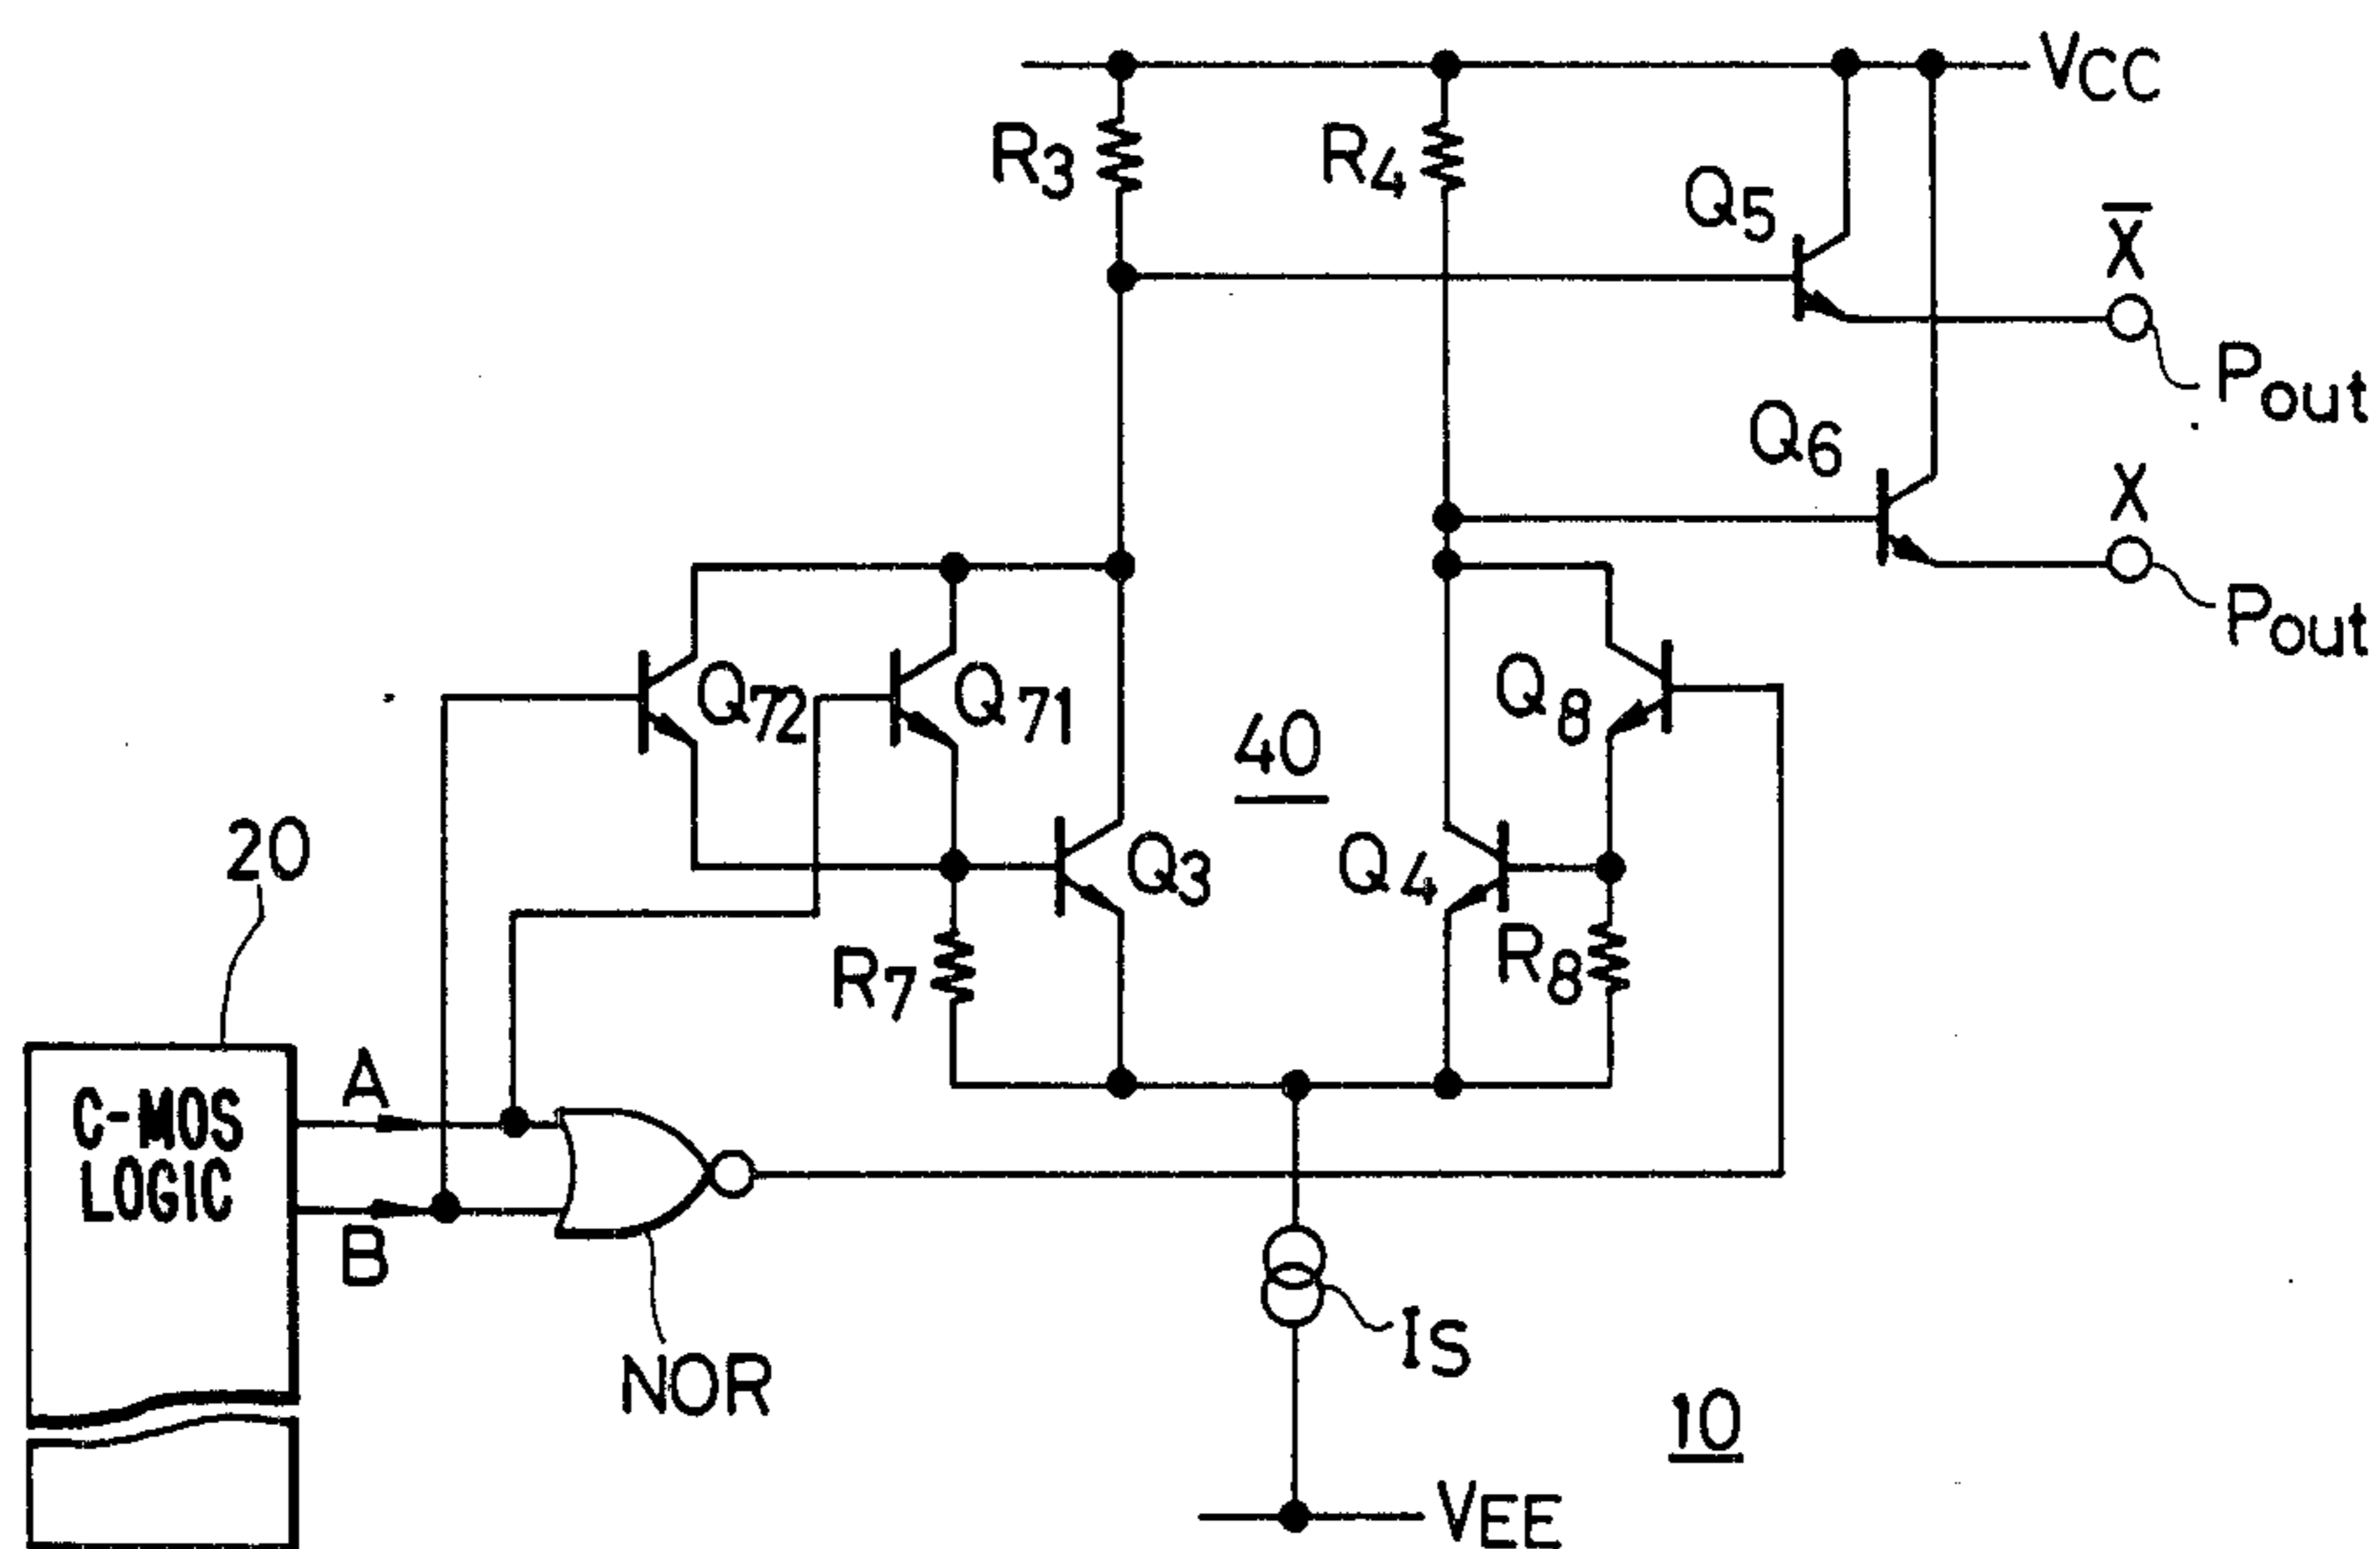 VCC
R3
R4
Q5
X̅
Pout
Q6
X
Pout
Q72
Q71
Q8
40
20
Q3
Q4
R7
R8
A
C-MOS
LOGIC
B
IS
NOR
10
VEE